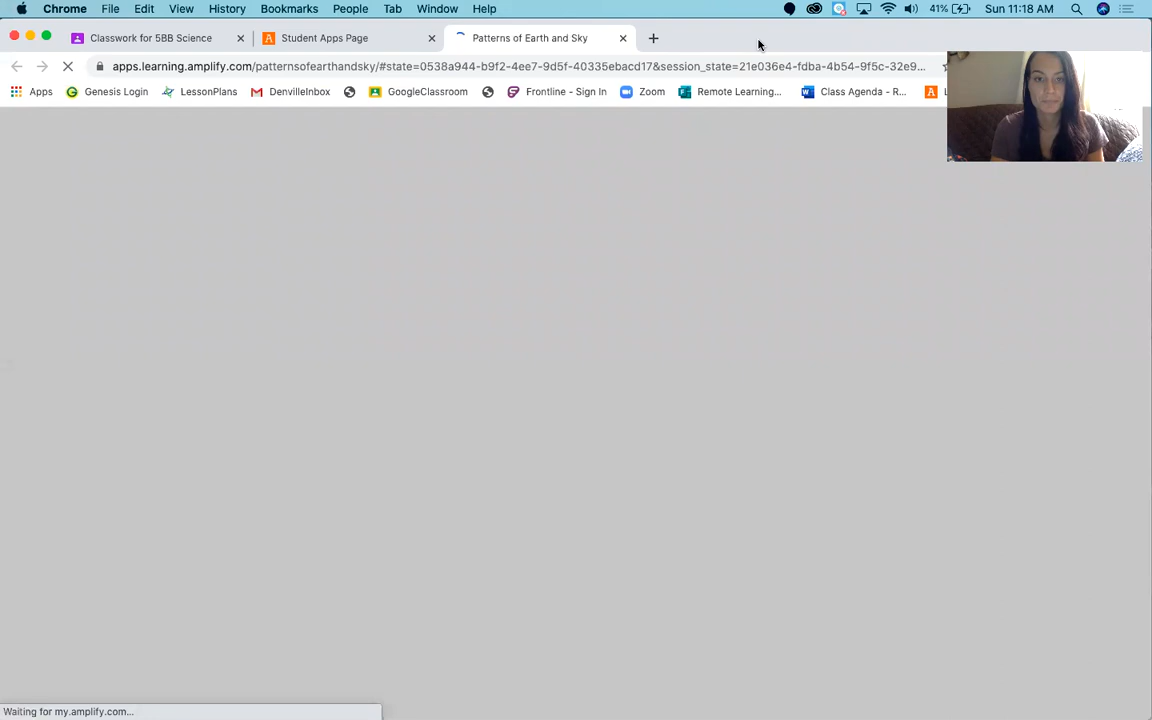 Chrome File Edit View History Bookmarks People Tab Window Help 41% Sun 11:18 AM
Classwork for 5BB Science Student Apps Page Patterns of Earth and Sky
apps.learning.amplify.com/patternsofearthandsky/#state=0538a944-b9f2-4ee7-9d5f-40335ebacd17&session_state=21e036e4-fdba-4b54-9f5c-32e9...
Apps Genesis Login LessonPlans DenvilleInbox GoogleClassroom Frontline - Sign In Zoom Remote Learning... Class Agenda - R... L
Waiting for my.amplify.com...